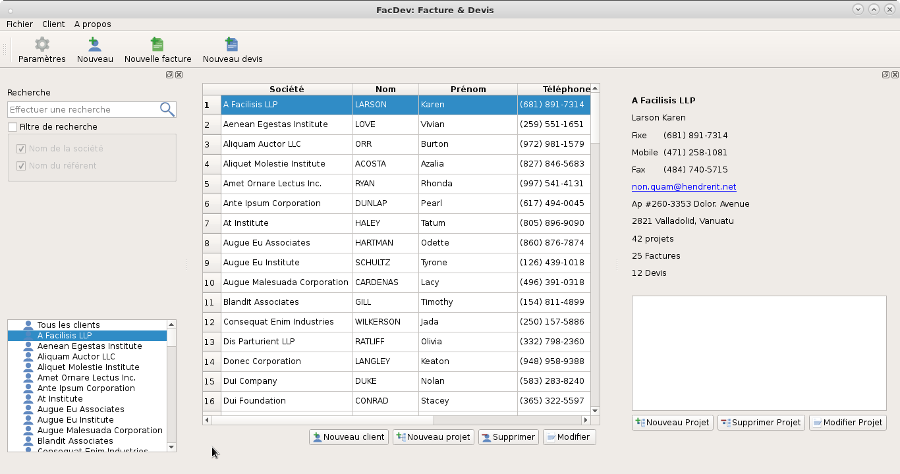 FacDev: Facture & Devis
Fichier Client A propos
Paramètres Nouveau Nouvelle facture Nouveau devis
Recherche
Effectuer une recherche
Filtre de recherche
Nom de la société
Nom du référent
Tous les clients
A Facilisis LLP
Aenean Egestas Institute
Aliquam Auctor LLC
Aliquet Molestie Institute
Amet Ornare Lectus Inc.
Ante Ipsum Corporation
At Institute
Augue Eu Associates
Augue Eu Institute
Augue Malesuada Corporation
Blandit Associates
Consequat Enim Industries
Société Nom Prénom Téléphone
1 A Facilisis LLP LARSON Karen (681) 891-7314
2 Aenean Egestas Institute LOVE Vivian (259) 551-1651
3 Aliquam Auctor LLC ORR Burton (972) 981-1579
4 Aliquet Molestie Institute ACOSTA Azalia (827) 846-5683
5 Amet Ornare Lectus Inc. RYAN Rhonda (997) 541-4131
6 Ante Ipsum Corporation DUNLAP Pearl (617) 494-0045
7 At Institute HALEY Tatum (805) 896-9090
8 Augue Eu Associates HARTMAN Odette (860) 876-7874
9 Augue Eu Institute SCHULTZ Tyrone (126) 439-1018
10 Augue Malesuada Corporation CARDENAS Lacy (496) 391-0318
11 Blandit Associates GILL Timothy (154) 811-4899
12 Consequat Enim Industries WILKERSON Jada (250) 157-5886
13 Dis Parturient LLP RATLIFF Olivia (332) 798-2360
14 Donec Corporation LANGLEY Keaton (948) 958-9388
15 Dui Company DUKE Nolan (583) 283-8240
16 Dui Foundation CONRAD Stacey (365) 322-5597
Nouveau client Nouveau projet Supprimer Modifier
A Facilisis LLP
Larson Karen
Fixe (681) 891-7314
Mobile (471) 258-1081
Fax (484) 740-5715
non.quam@hendrent.net
Ap #260-3353 Dolor. Avenue
2821 Valladolid, Vanuatu
42 projets
25 Factures
12 Devis
Nouveau Projet Supprimer Projet Modifier Projet